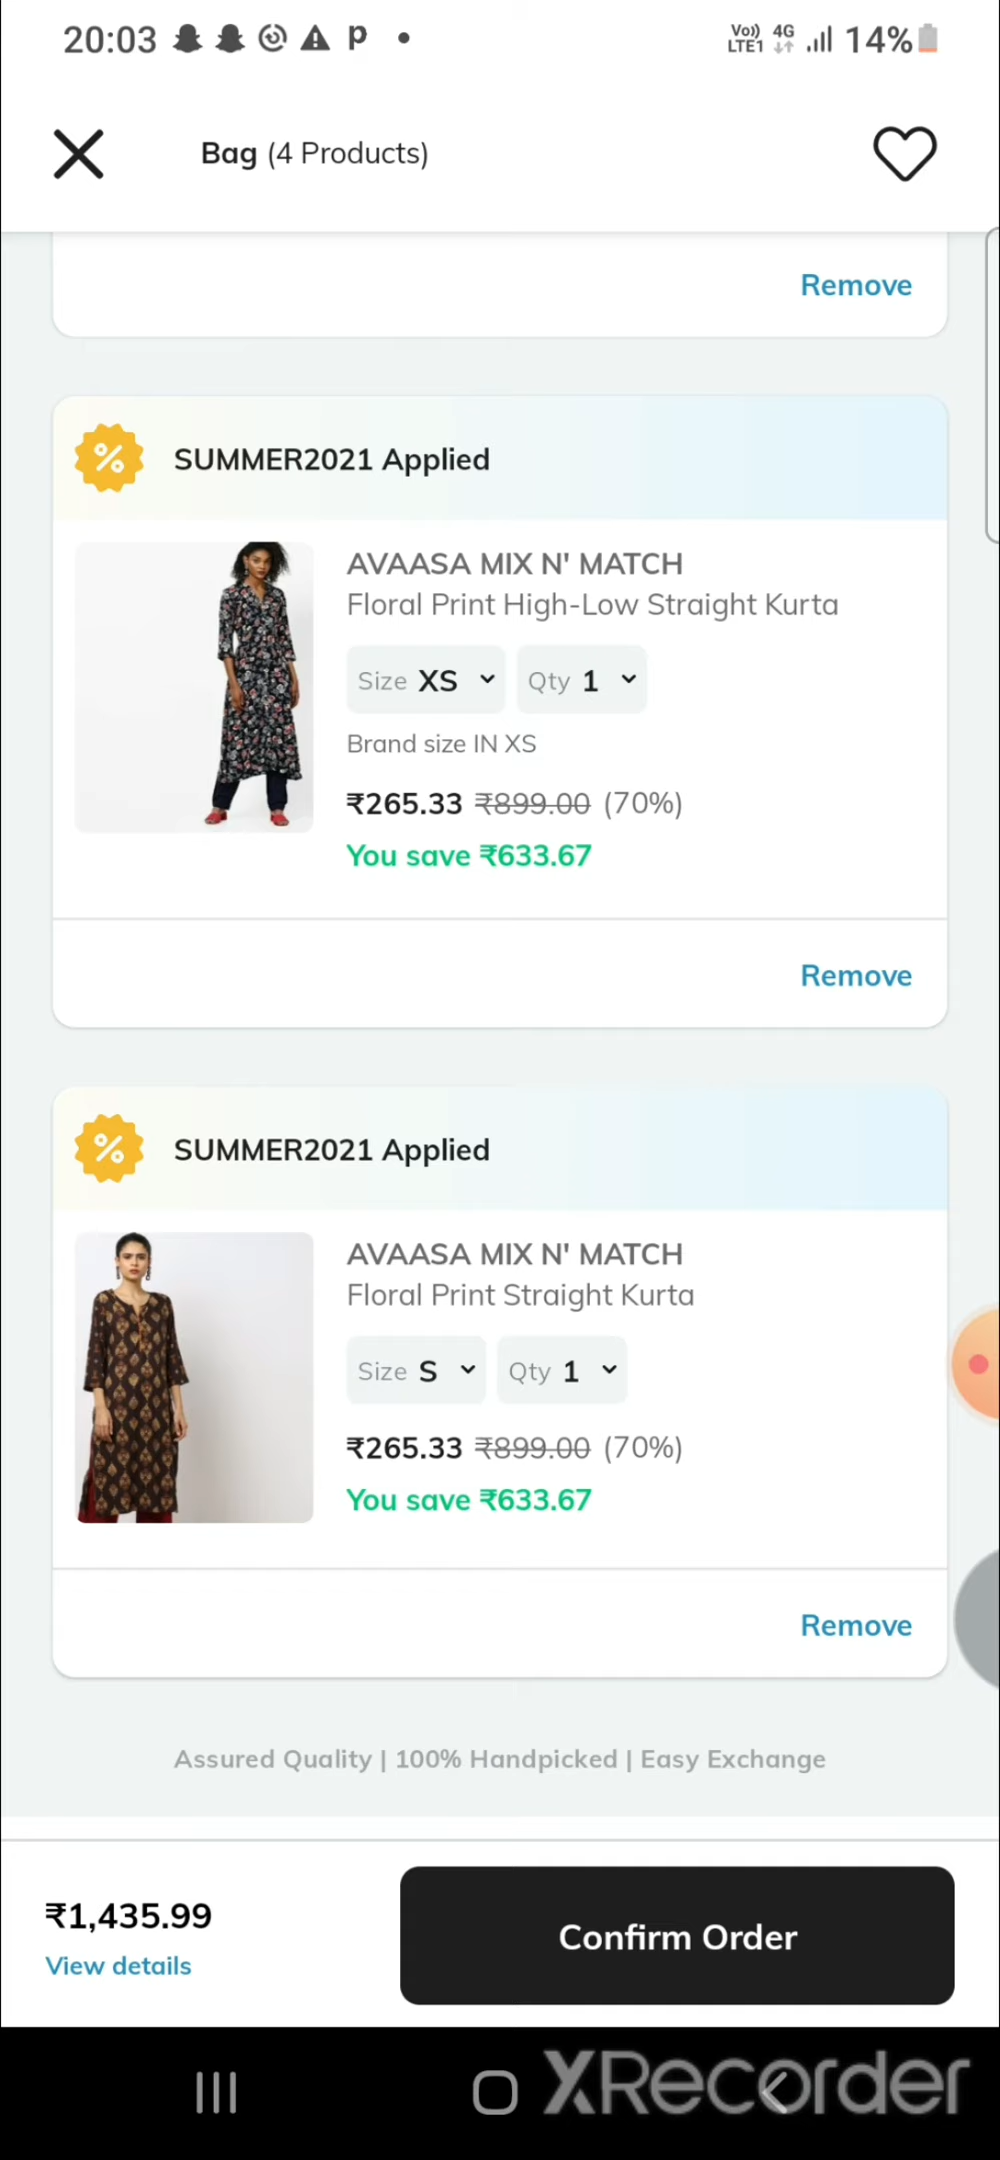 20:03
Vo)) 4G
LTE1
14%
Bag (4 Products)
Remove
SUMMER2021 Applied
AVAASA MIX N' MATCH
Floral Print High-Low Straight Kurta
Size XS Qty 1
Brand size IN XS
₹265.33 ₹899.00 (70%)
You save ₹633.67
Remove
SUMMER2021 Applied
AVAASA MIX N' MATCH
Floral Print Straight Kurta
Size S Qty 1
₹265.33 ₹899.00 (70%)
You save ₹633.67
Remove
Assured Quality | 100% Handpicked | Easy Exchange
₹1,435.99
View details
Confirm Order
XRecorder